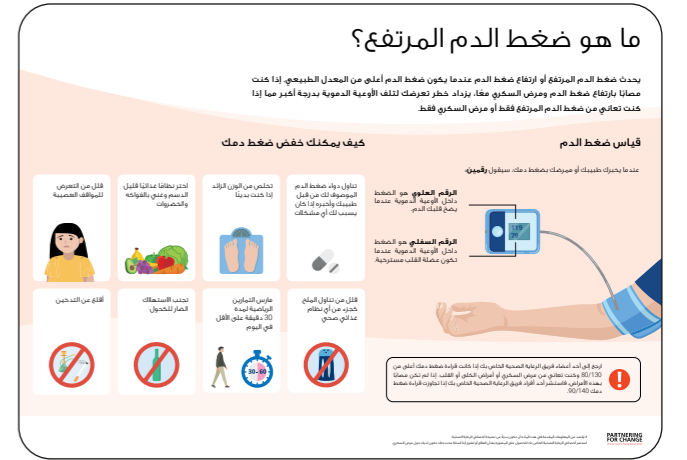 ما هو ضغط الدم المرتفع؟
يحدث ضغط الدم المرتفع أو ارتفاع ضغط الدم عندما يكون ضغط الدم أعلى من المعدل الطبيعي. إذا كنت
مصابًا بارتفاع ضغط الدم ومرض السكري معًا، يزداد خطر تعرضك لتلف الأوعية الدموية بدرجة أكبر مما إذا
كنت تعاني من ضغط الدم المرتفع فقط أو مرض السكري فقط.
قياس ضغط الدم
عندما يخبرك طبيبك أو ممرضك بضغط دمك، سيقول رقمين:
الرقم العلوي هو الضغط
داخل الأوعية الدموية عندما
يضخ قلبك الدم.
الرقم السفلي هو الضغط
داخل الأوعية الدموية عندما
تكون عضلة القلب مسترخية.
ارجع إلى أحد أعضاء فريق الرعاية الصحية الخاص بك إذا كانت قراءة ضغط دمك أعلى من
80/130 وكنت تعاني من مرض السكري أو أمراض الكلى أو القلب. إذا لم تكن مصابًا
بهذه الأمراض، فاستشر أحد أفراد فريق الرعاية الصحية الخاص بك إذا تجاوزت قراءة ضغط
دمك 90/140.
كيف يمكنك خفض ضغط دمك
تناول دواء ضغط الدم
الموصوف لك من قبل
طبيبك وأخبره إذا كان
يسبب لك أي مشكلات
تخلص من الوزن الزائد
إذا كنت بدينًا
اختر نظامًا غذائيًا قليل
الدسم وغني بالفواكه
والخضروات
قلل من التعرض
للمواقف العصيبة
قلل من تناول الملح
كجزء من أي نظام
غذائي صحي
مارس التمارين
الرياضية لمدة
30 دقيقة على الأقل
في اليوم
30-60
تجنب الاستهلاك
الضار للكحول
أقلع عن التدخين
PARTNERING
FOR CHANGE